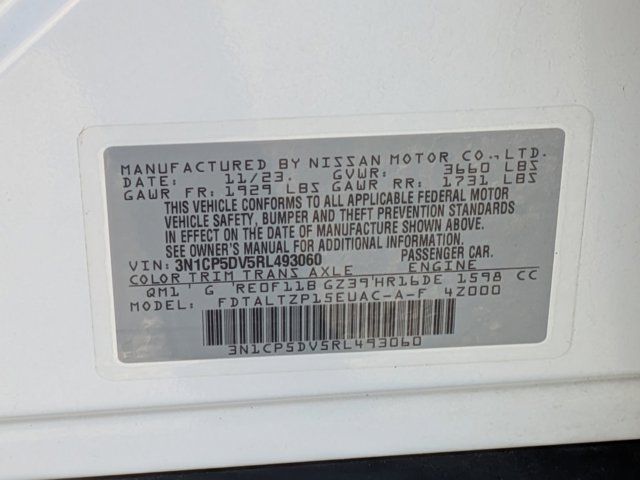 MANUFACTURED BY NISSAN MOTOR CO.,LTD.
DATE: 11/23. GVWR: 3660 LBS
GAWR FR: 1929 LBS GAWR RR: 1731 LBS
THIS VEHICLE CONFORMS TO ALL APPLICABLE FEDERAL MOTOR
VEHICLE SAFETY, BUMPER AND THEFT PREVENTION STANDARDS
IN EFFECT ON THE DATE OF MANUFACTURE SHOWN ABOVE.
SEE OWNER'S MANUAL FOR ADDITIONAL INFORMATION.
VIN: 3N1CP5DV5RL493060 PASSENGER CAR.
COLOR TRIM TRANS AXLE ENGINE
QM1' G 'RE0F11B GZ39'HR16DE 1598 CC
MODEL: FDTALTZP15EUAC-A-F 4Z000
3N1CP5DV5RL493060